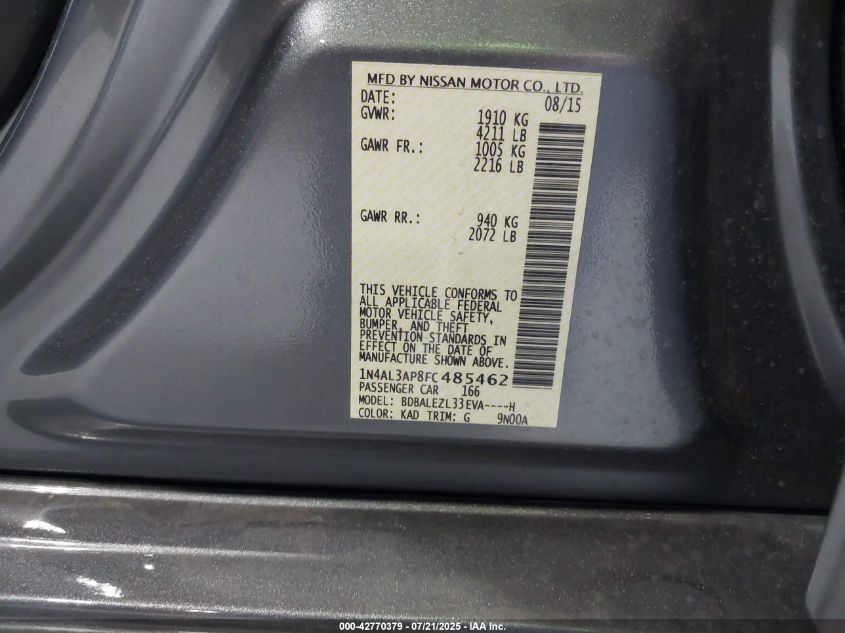 MFD BY NISSAN MOTOR CO., LTD.
DATE: 08/15
GVWR: 1910 KG
4211 LB
GAWR FR.: 1005 KG
2216 LB
GAWR RR.: 940 KG
2072 LB
THIS VEHICLE CONFORMS TO
ALL APPLICABLE FEDERAL
MOTOR VEHICLE SAFETY,
BUMPER, AND THEFT
PREVENTION STANDARDS IN
EFFECT ON THE DATE OF
MANUFACTURE SHOWN ABOVE.
1N4AL3AP8FC485462
PASSENGER CAR 166
MODEL: BDBALEZL33EVA----H
COLOR: KAD TRIM: G 9N00A
000-42770379 - 07/21/2025 - IAA Inc.